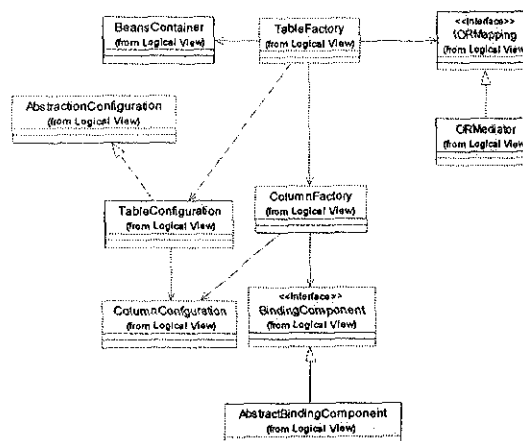 BeansContainer
(from Logical View)
TableFactory
(from Logical View)
<<Interface>>
IORMapping
(from Logical View)
AbstractionConfiguration
(from Logical View)
ORMediator
(from Logical View)
TableConfiguration
(from Logical View)
ColumnFactory
(from Logical View)
ColumnConfguration
(from Logical View)
<<Interface>>
BindingComponent
(from Logical View)
AbstractBindingComponent
(from Logical View)